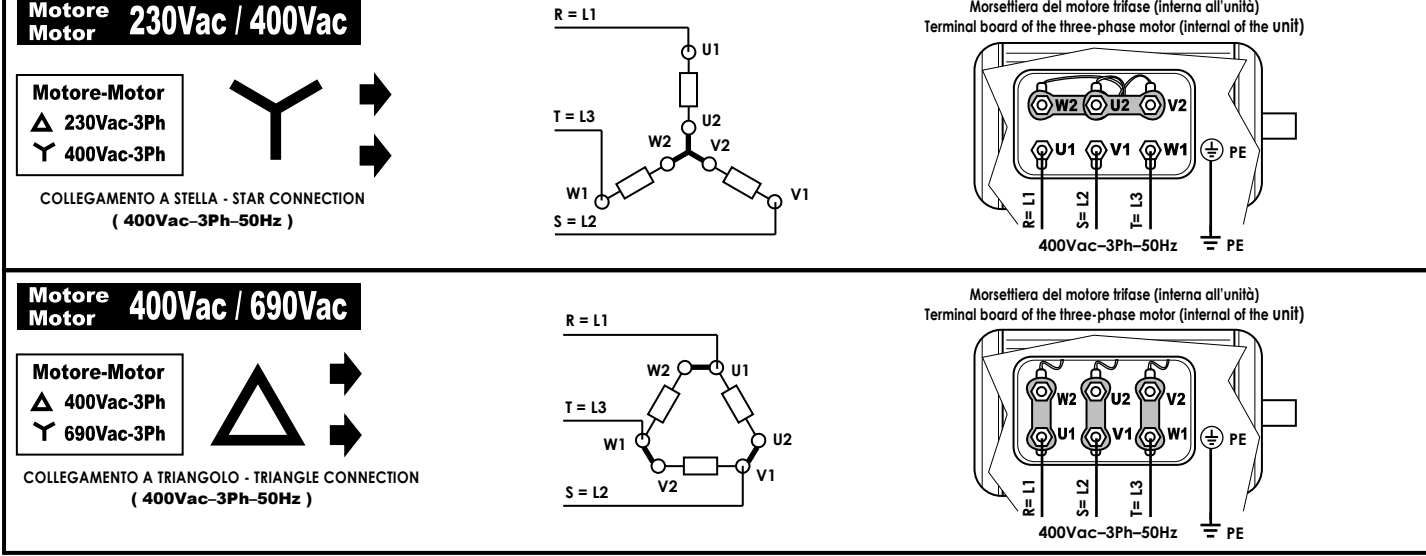 Motore
Motor 230Vac / 400Vac
Motore-Motor
230Vac-3Ph
400Vac-3Ph
COLLEGAMENTO A STELLA - STAR CONNECTION
( 400Vac–3Ph–50Hz )
R = L1
U1
T = L3
U2
W2
V2
W1
V1
S = L2
Morsettiera del motore trifase (interna all'unità)
Terminal board of the three-phase motor (internal of the unit)
W2 U2 V2
U1 V1 W1 PE
R= L1
S= L2
T= L3
400Vac–3Ph–50Hz
PE
Motore
Motor 400Vac / 690Vac
Motore-Motor
400Vac-3Ph
690Vac-3Ph
COLLEGAMENTO A TRIANGOLO - TRIANGLE CONNECTION
( 400Vac–3Ph–50Hz )
R = L1
W2 U1
T = L3
W1 U2
V2 V1
S = L2
Morsettiera del motore trifase (interna all'unità)
Terminal board of the three-phase motor (internal of the unit)
W2 U2 V2
U1 V1 W1 PE
R= L1
S= L2
T= L3
400Vac–3Ph–50Hz
PE